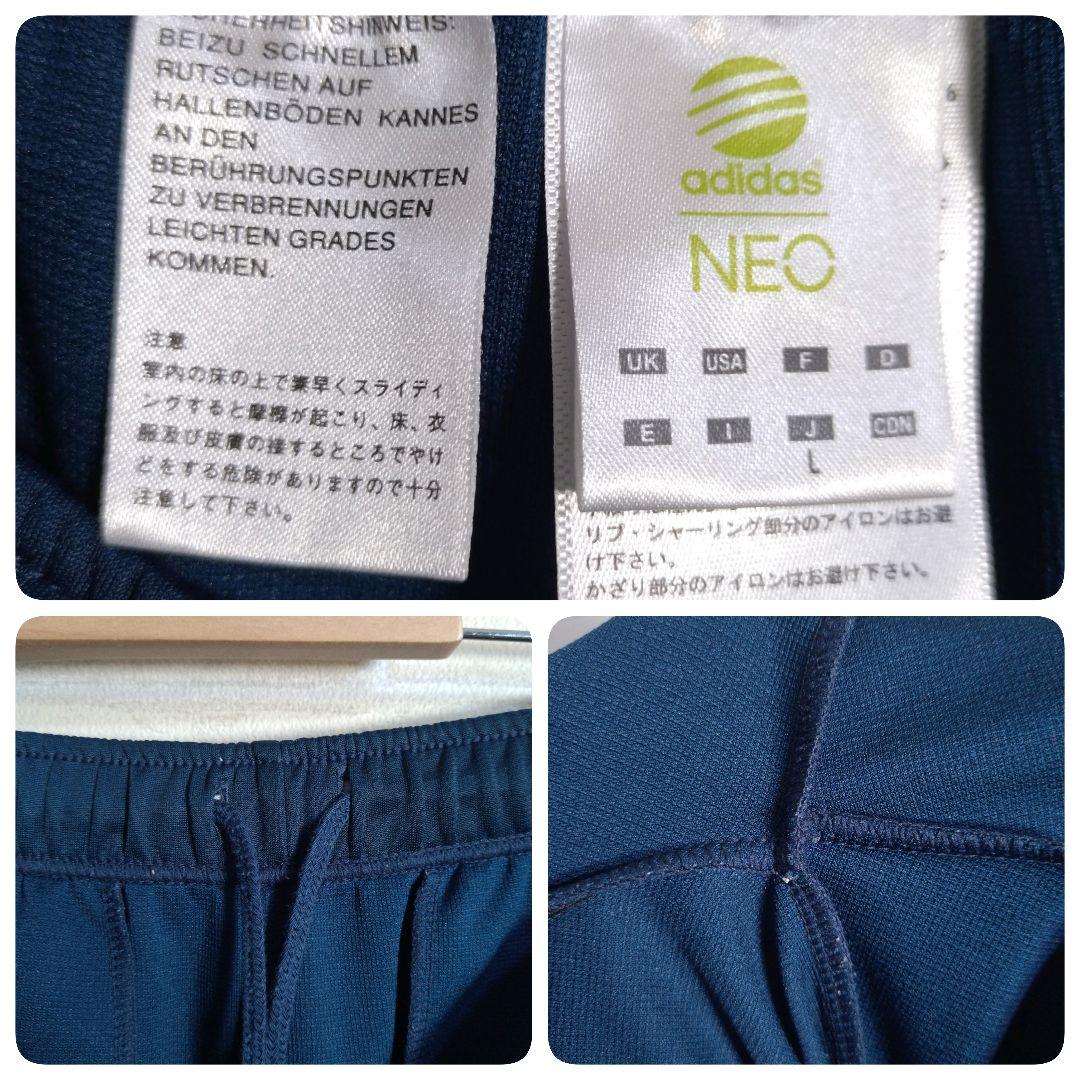 SICHERHEITSHINWEIS:
BEIZU SCHNELLEM
RUTSCHEN AUF
HALLENBÖDEN KANNES
AN DEN
BERÜHRUNGSPUNKTEN
ZU VERBRENNUNGEN
LEICHTEN GRADES
KOMMEN.
注意
室内の床の上で素早くスライディ
ングすると摩擦が起こり、床、衣
服及び皮膚の接するところでやけ
どをする危険がありますので十分
注意して下さい。
adidas®
NEO
UK USA F D
E I J CDN
L
リブ・シャーリング部分のアイロンはお避
け下さい。
かざり部分のアイロンはお避け下さい。